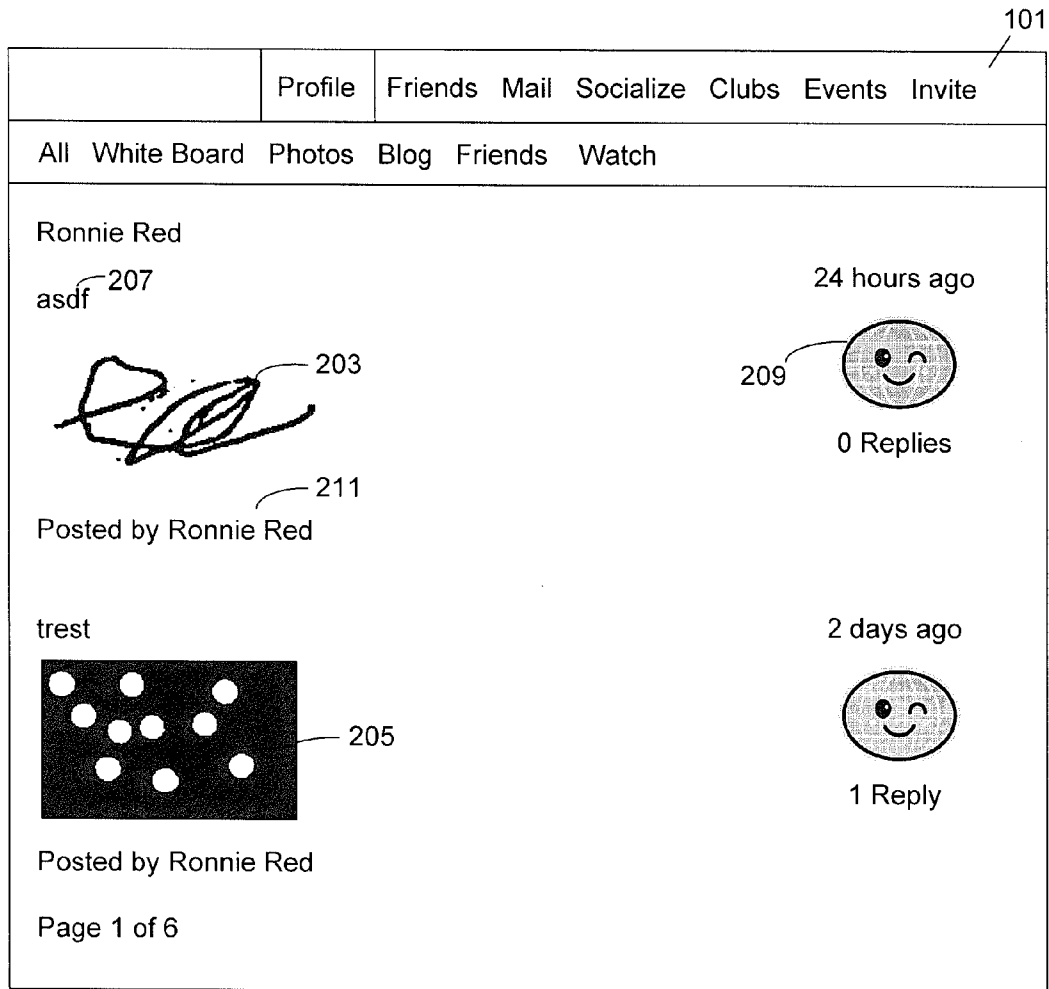 101
Profile Friends Mail Socialize Clubs Events Invite
All White Board Photos Blog Friends Watch
Ronnie Red
asdf 207 24 hours ago
203
209
0 Replies
211
Posted by Ronnie Red
trest 2 days ago
205
1 Reply
Posted by Ronnie Red
Page 1 of 6